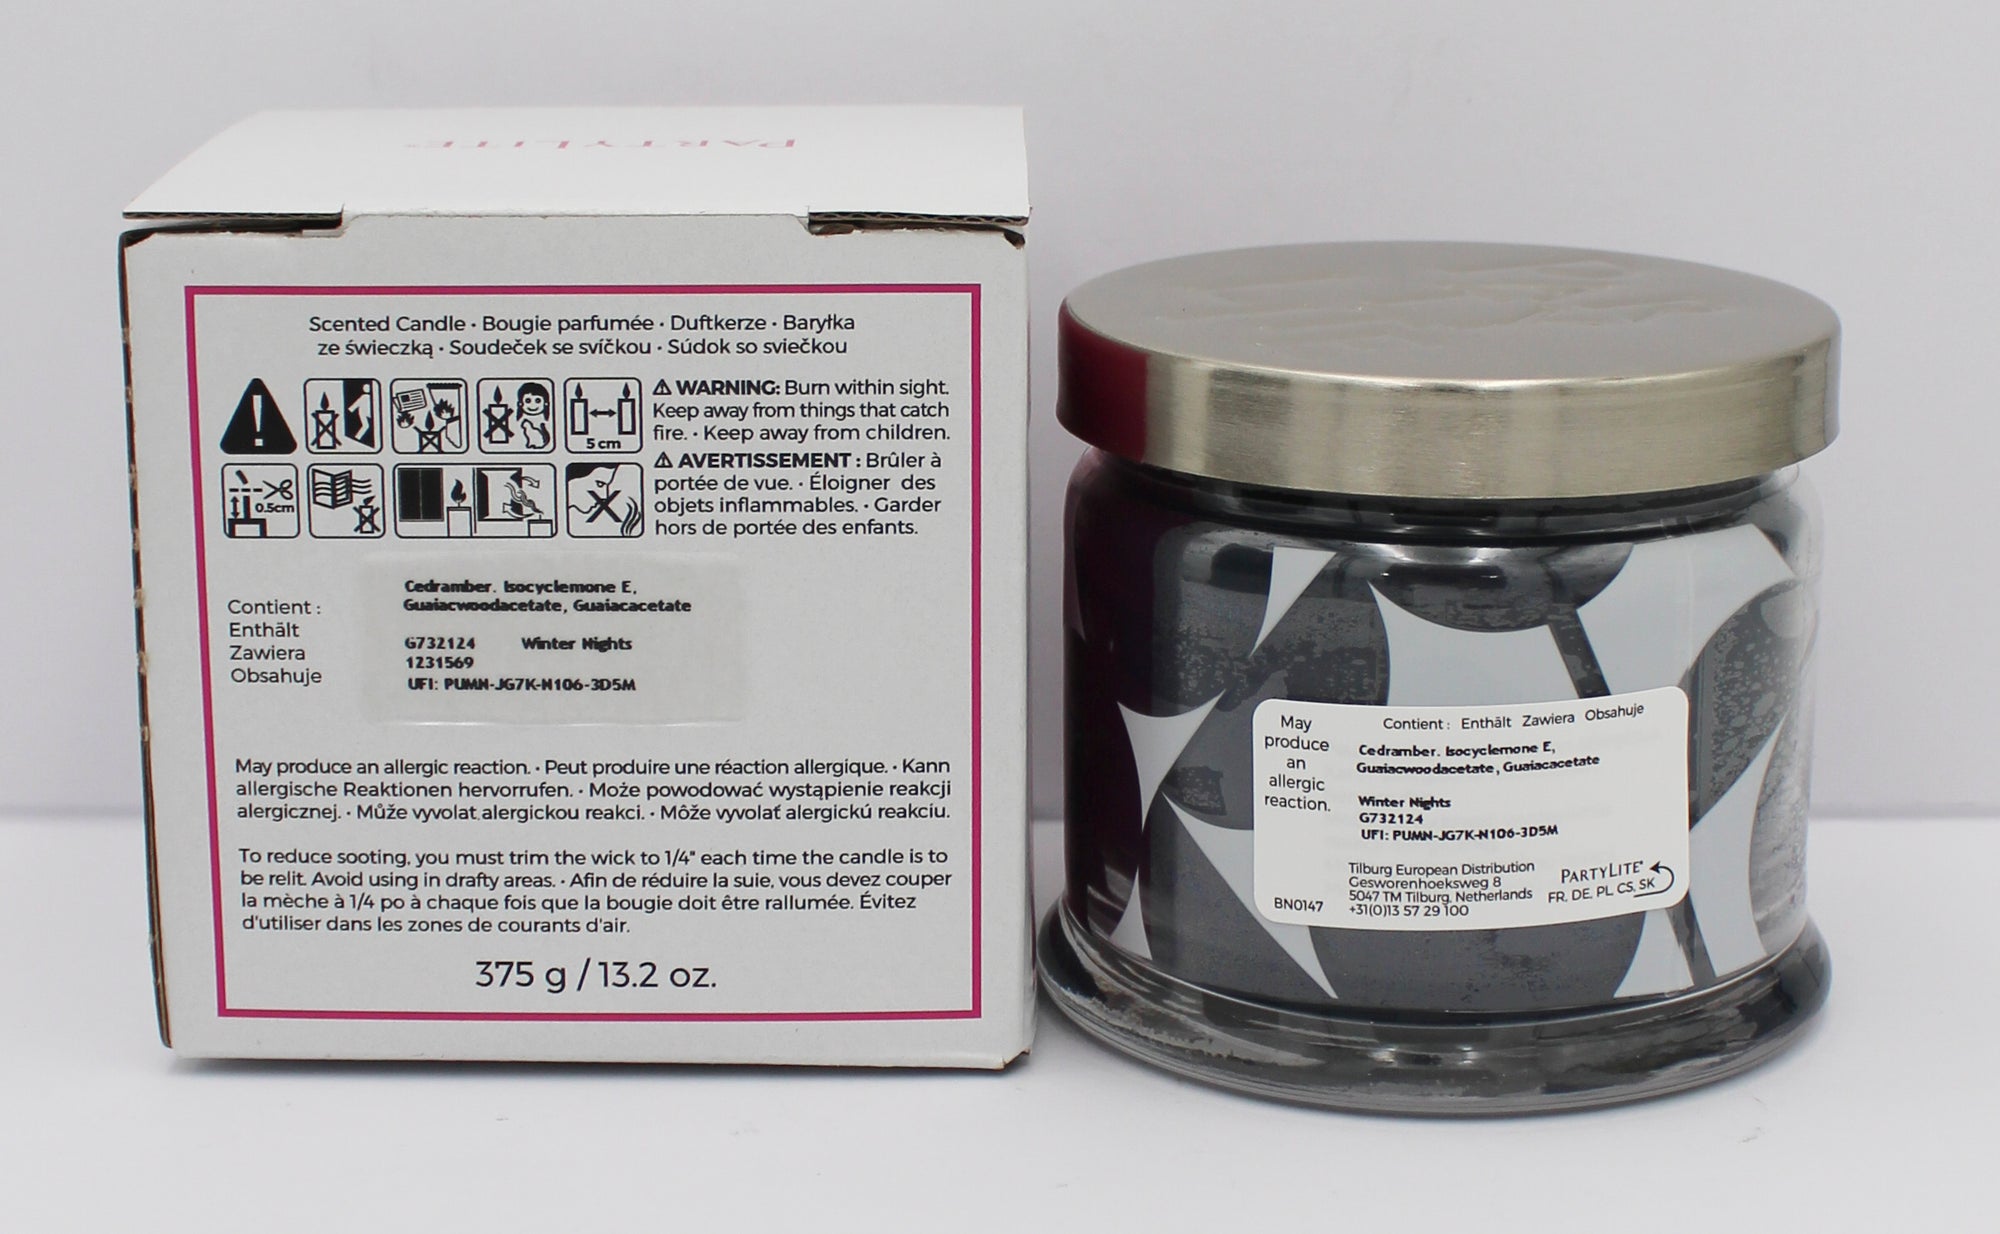 PARTYLITE®
Scented Candle • Bougie parfumée • Duftkerze • Baryłka
ze świeczką • Soudeček se svíčkou • Súdok so sviečkou
⚠ WARNING: Burn within sight.
Keep away from things that catch
fire. • Keep away from children.
⚠ AVERTISSEMENT : Brûler à
portée de vue. • Éloigner des
objets inflammables. • Garder
hors de portée des enfants.
5 cm
0.5cm
Contient :
Enthält
Zawiera
Obsahuje
Cedramber. Isocyclemone E,
Guaiacwoodacetate, Guaiacacetate
G732124 Winter Nights
1231569
UFI: PUMN-JG7K-N106-3D5M
May produce an allergic reaction. • Peut produire une réaction allergique. • Kann
allergische Reaktionen hervorrufen. • Może powodować wystąpienie reakcji
alergicznej. • Může vyvolat alergickou reakci. • Môže vyvolať alergickú reakciu.
To reduce sooting, you must trim the wick to 1/4" each time the candle is to
be relit. Avoid using in drafty areas. • Afin de réduire la suie, vous devez couper
la mèche à 1/4 po à chaque fois que la bougie doit être rallumée. Évitez
d'utiliser dans les zones de courants d'air.
375 g / 13.2 oz.
May
produce
an
allergic
reaction.
Contient : Enthält Zawiera Obsahuje
Cedramber. Isocyclemone E,
Guaiacwoodacetate, Guaiacacetate
Winter Nights
G732124
UFI: PUMN-JG7K-N106-3D5M
Tilburg European Distribution
Gesworenhoeksweg 8
5047 TM Tilburg, Netherlands
+31(0)13 57 29 100
BN0147
PARTYLITE®
FR, DE, PL CS, SK